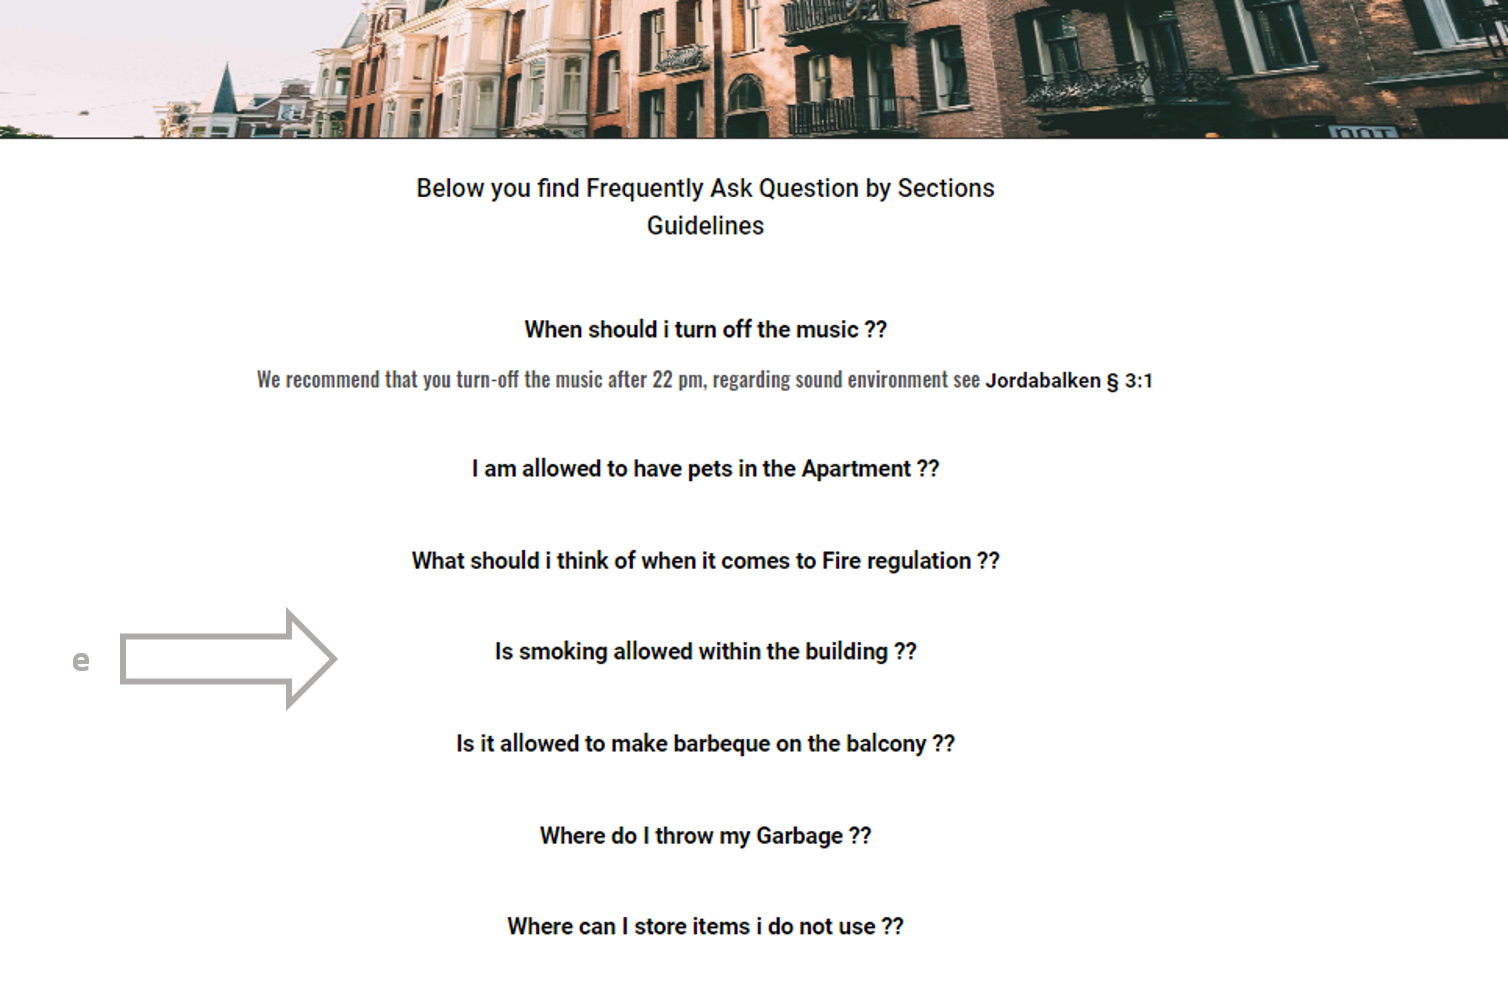 Below you find Frequently Ask Question by Sections
Guidelines
When should i turn off the music ??
We recommend that you turn-off the music after 22 pm, regarding sound environment see Jordabalken § 3:1
I am allowed to have pets in the Apartment ??
What should i think of when it comes to Fire regulation ??
e
Is smoking allowed within the building ??
Is it allowed to make barbeque on the balcony ??
Where do I throw my Garbage ??
Where can I store items i do not use ??